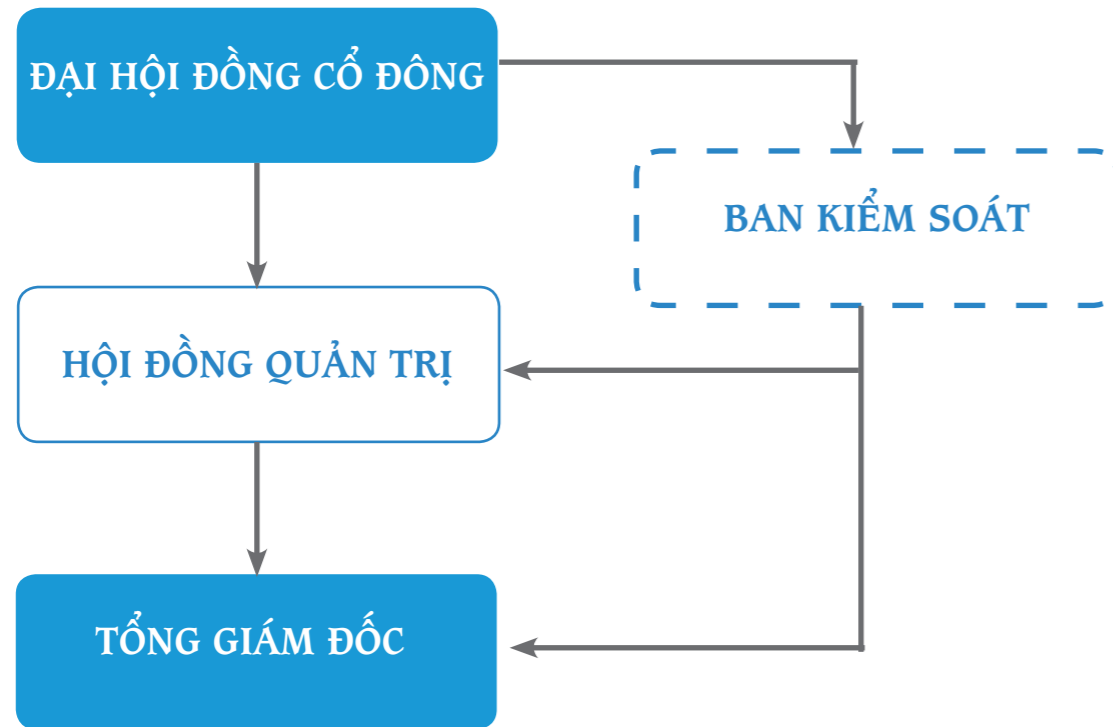 ĐẠI HỘI ĐỒNG CỔ ĐÔNG
BAN KIỂM SOÁT
HỘI ĐỒNG QUẢN TRỊ
TỔNG GIÁM ĐỐC